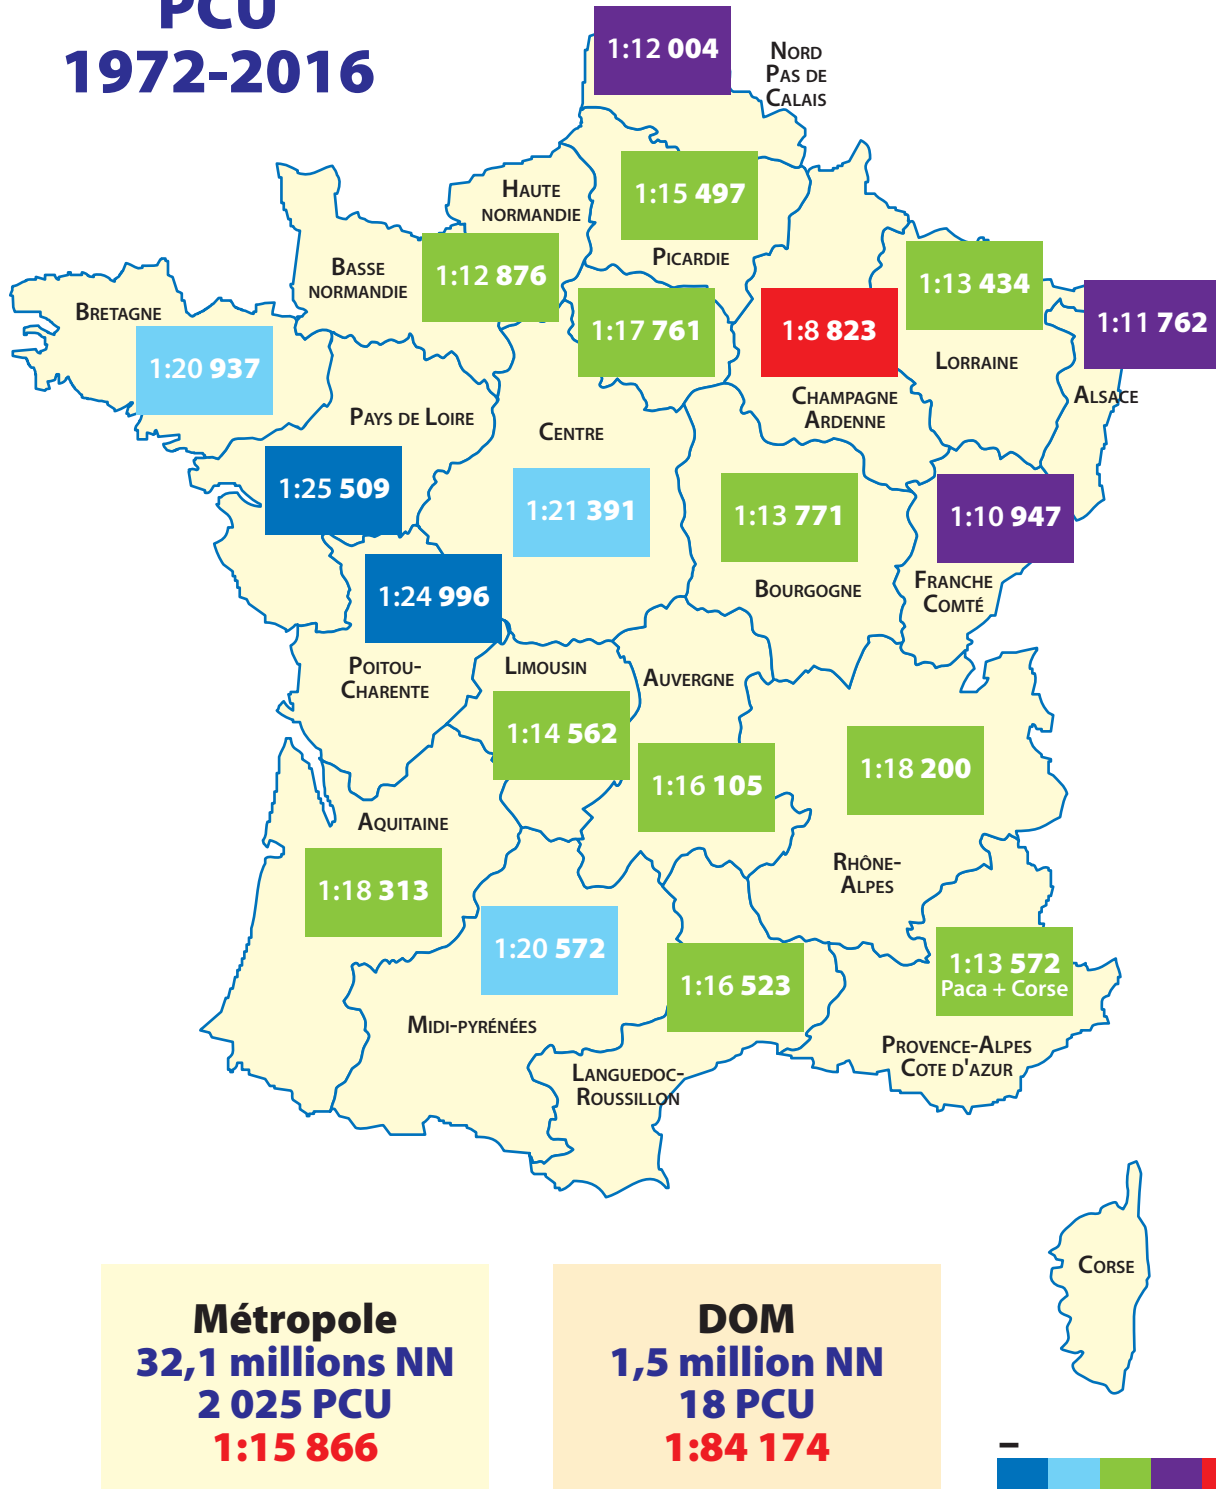 PCU
1972-2016
1:12 004
NORD
PAS DE
CALAIS
HAUTE
NORMANDIE
1:15 497
PICARDIE
BASSE
NORMANDIE
1:12 876
1:13 434
LORRAINE
BRETAGNE
1:20 937
1:17 761
1:8 823
CHAMPAGNE
ARDENNE
1:11 762
ALSACE
PAYS DE LOIRE
CENTRE
1:25 509
1:21 391
1:13 771
BOURGOGNE
1:10 947
FRANCHE
COMTÉ
1:24 996
POITOU-
CHARENTE
LIMOUSIN
1:14 562
AUVERGNE
1:16 105
1:18 200
RHÔNE-
ALPES
AQUITAINE
1:18 313
1:20 572
MIDI-PYRÉNÉES
1:16 523
LANGUEDOC-
ROUSSILLON
1:13 572
Paca + Corse
PROVENCE-ALPES
COTE D'AZUR
CORSE
Métropole
32,1 millions NN
2 025 PCU
1:15 866
DOM
1,5 million NN
18 PCU
1:84 174
–